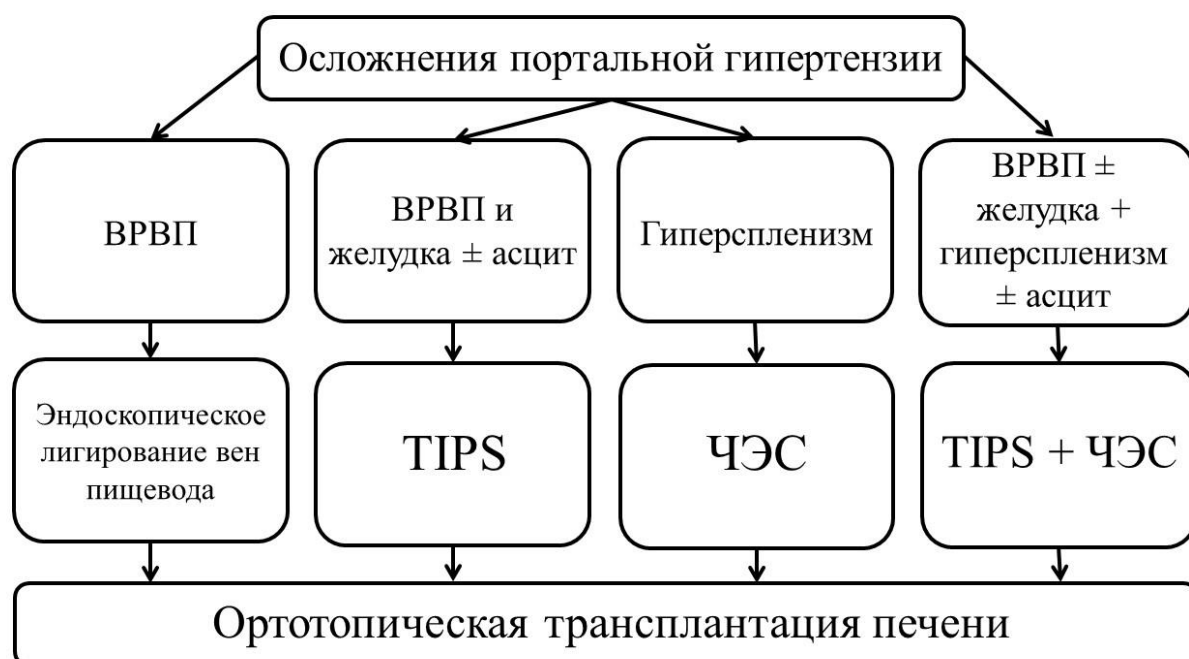 Осложнения портальной гипертензии
ВРВП
ВРВП и
желудка ± асцит
Гиперспленизм
ВРВП ±
желудка +
гиперспленизм
± асцит
Эндоскопическое
лигирование вен
пищевода
TIPS
ЧЭС
TIPS + ЧЭС
Ортотопическая трансплантация печени